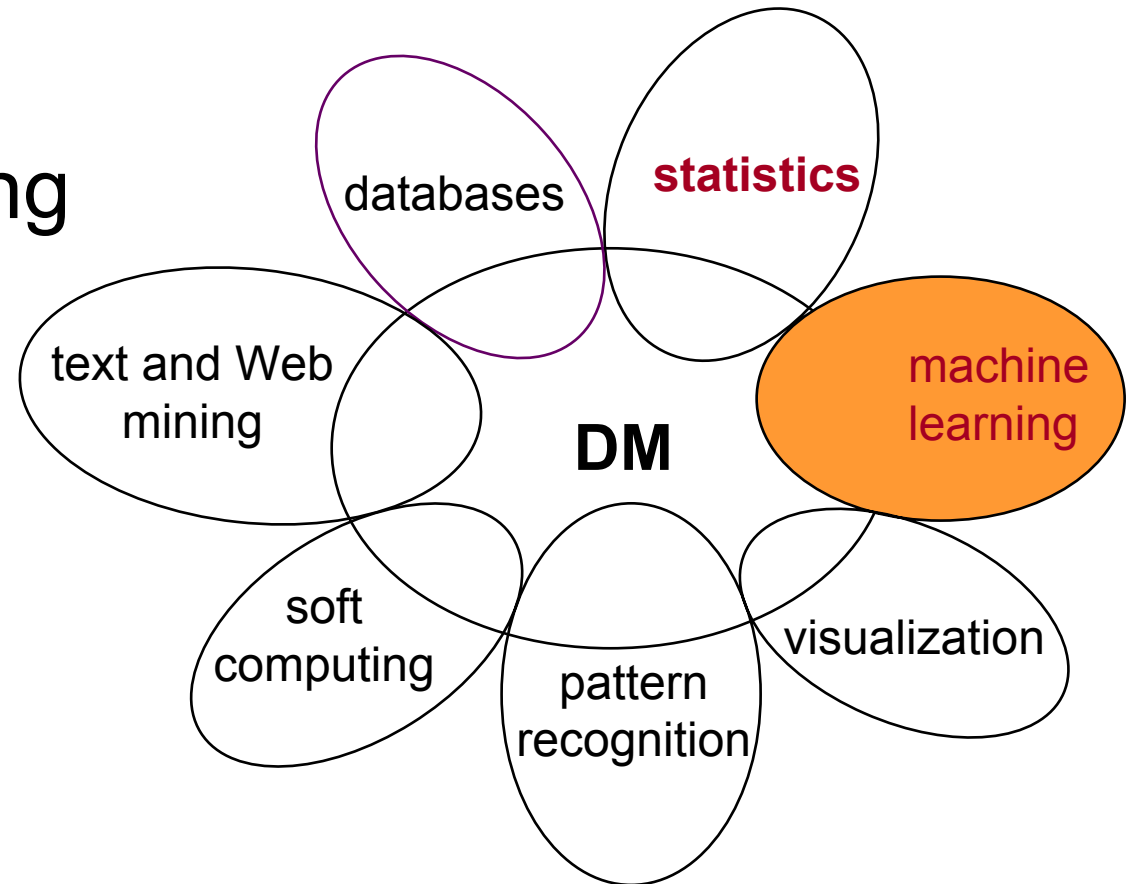 ng
databases
statistics
text and Web
mining
machine
learning
DM
soft
computing
pattern
recognition
visualization